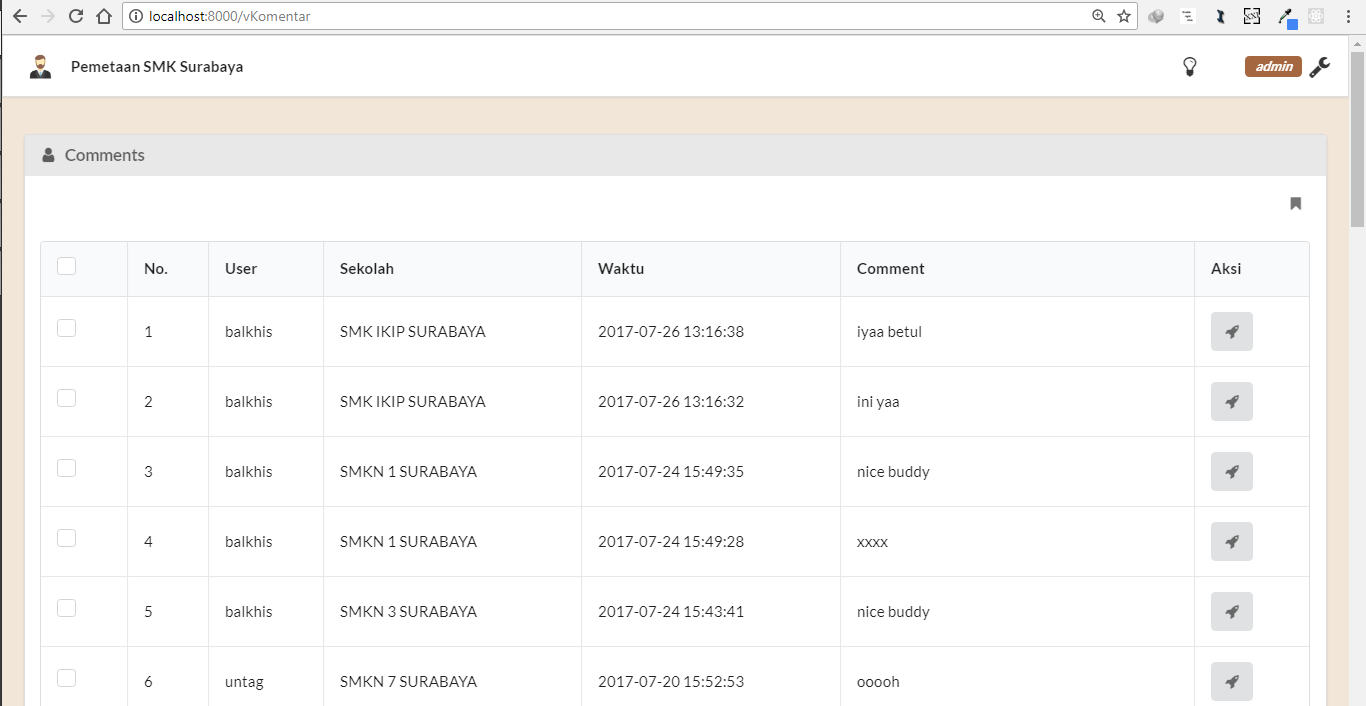 localhost:8000/vKomentar
Pemetaan SMK Surabaya admin
Comments
No. User Sekolah Waktu Comment Aksi
1 balkhis SMK IKIP SURABAYA 2017-07-26 13:16:38 iyaa betul
2 balkhis SMK IKIP SURABAYA 2017-07-26 13:16:32 ini yaa
3 balkhis SMKN 1 SURABAYA 2017-07-24 15:49:35 nice buddy
4 balkhis SMKN 1 SURABAYA 2017-07-24 15:49:28 xxxx
5 balkhis SMKN 3 SURABAYA 2017-07-24 15:43:41 nice buddy
6 untag SMKN 7 SURABAYA 2017-07-20 15:52:53 ooooh